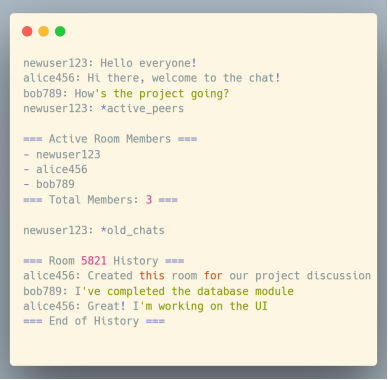 newuser123: Hello everyone!
alice456: Hi there, welcome to the chat!
bob789: How's the project going?
newuser123: *active_peers
=== Active Room Members ===
- newuser123
- alice456
- bob789
=== Total Members: 3 ===
newuser123: *old_chats
=== Room 5821 History ===
alice456: Created this room for our project discussion
bob789: I've completed the database module
alice456: Great! I'm working on the UI
=== End of History ===